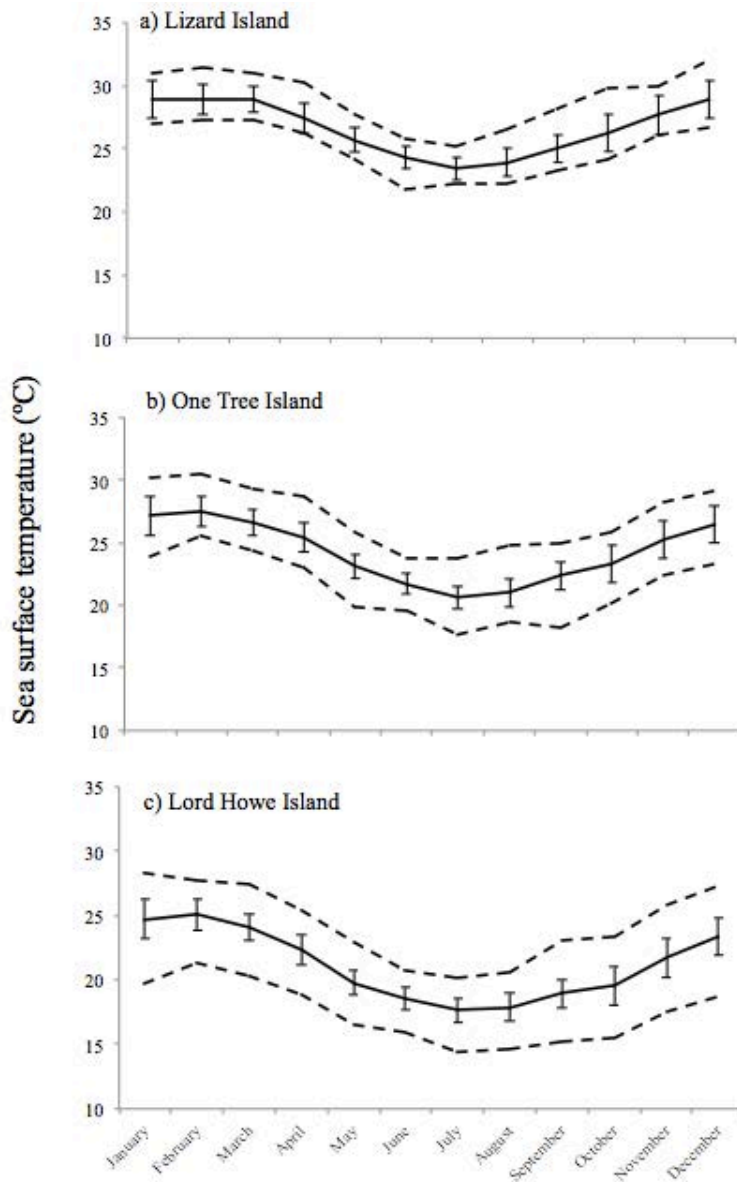 a) Lizard Island
35
30
25
20
15
10
Sea surface temperature (ºC)
b) One Tree Island
35
30
25
20
15
10
c) Lord Howe Island
35
30
25
20
15
10
January
February
March
April
May
June
July
August
September
October
November
December